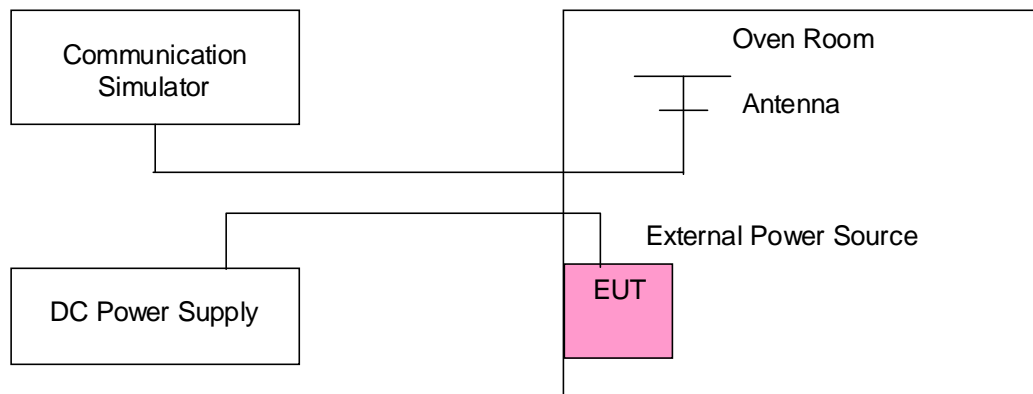 Communication
Simulator
Oven Room
Antenna
External Power Source
DC Power Supply
EUT